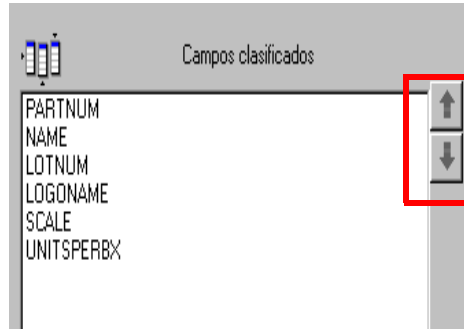 Campos clasificados
PARTNUM
NAME
LOTNUM
LOGONAME
SCALE
UNITSPERBX